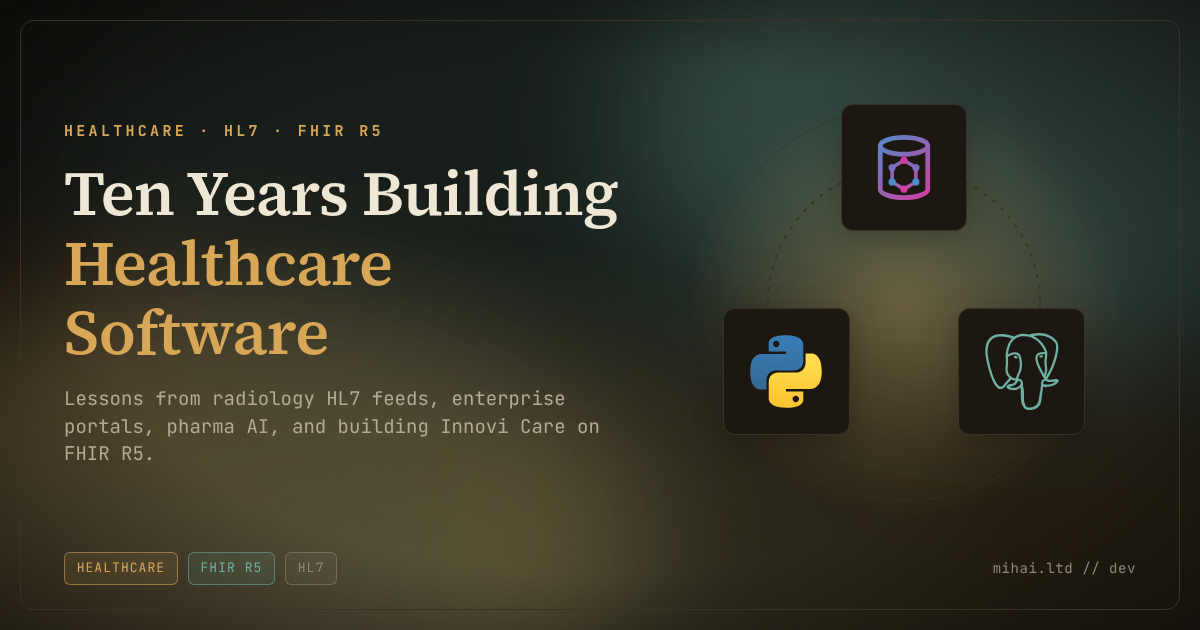 HEALTHCARE · HL7 · FHIR R5
Ten Years Building
Healthcare
Software
Lessons from radiology HL7 feeds, enterprise
portals, pharma AI, and building Innovi Care on
FHIR R5.
HEALTHCARE FHIR R5 HL7
mihai.ltd // dev